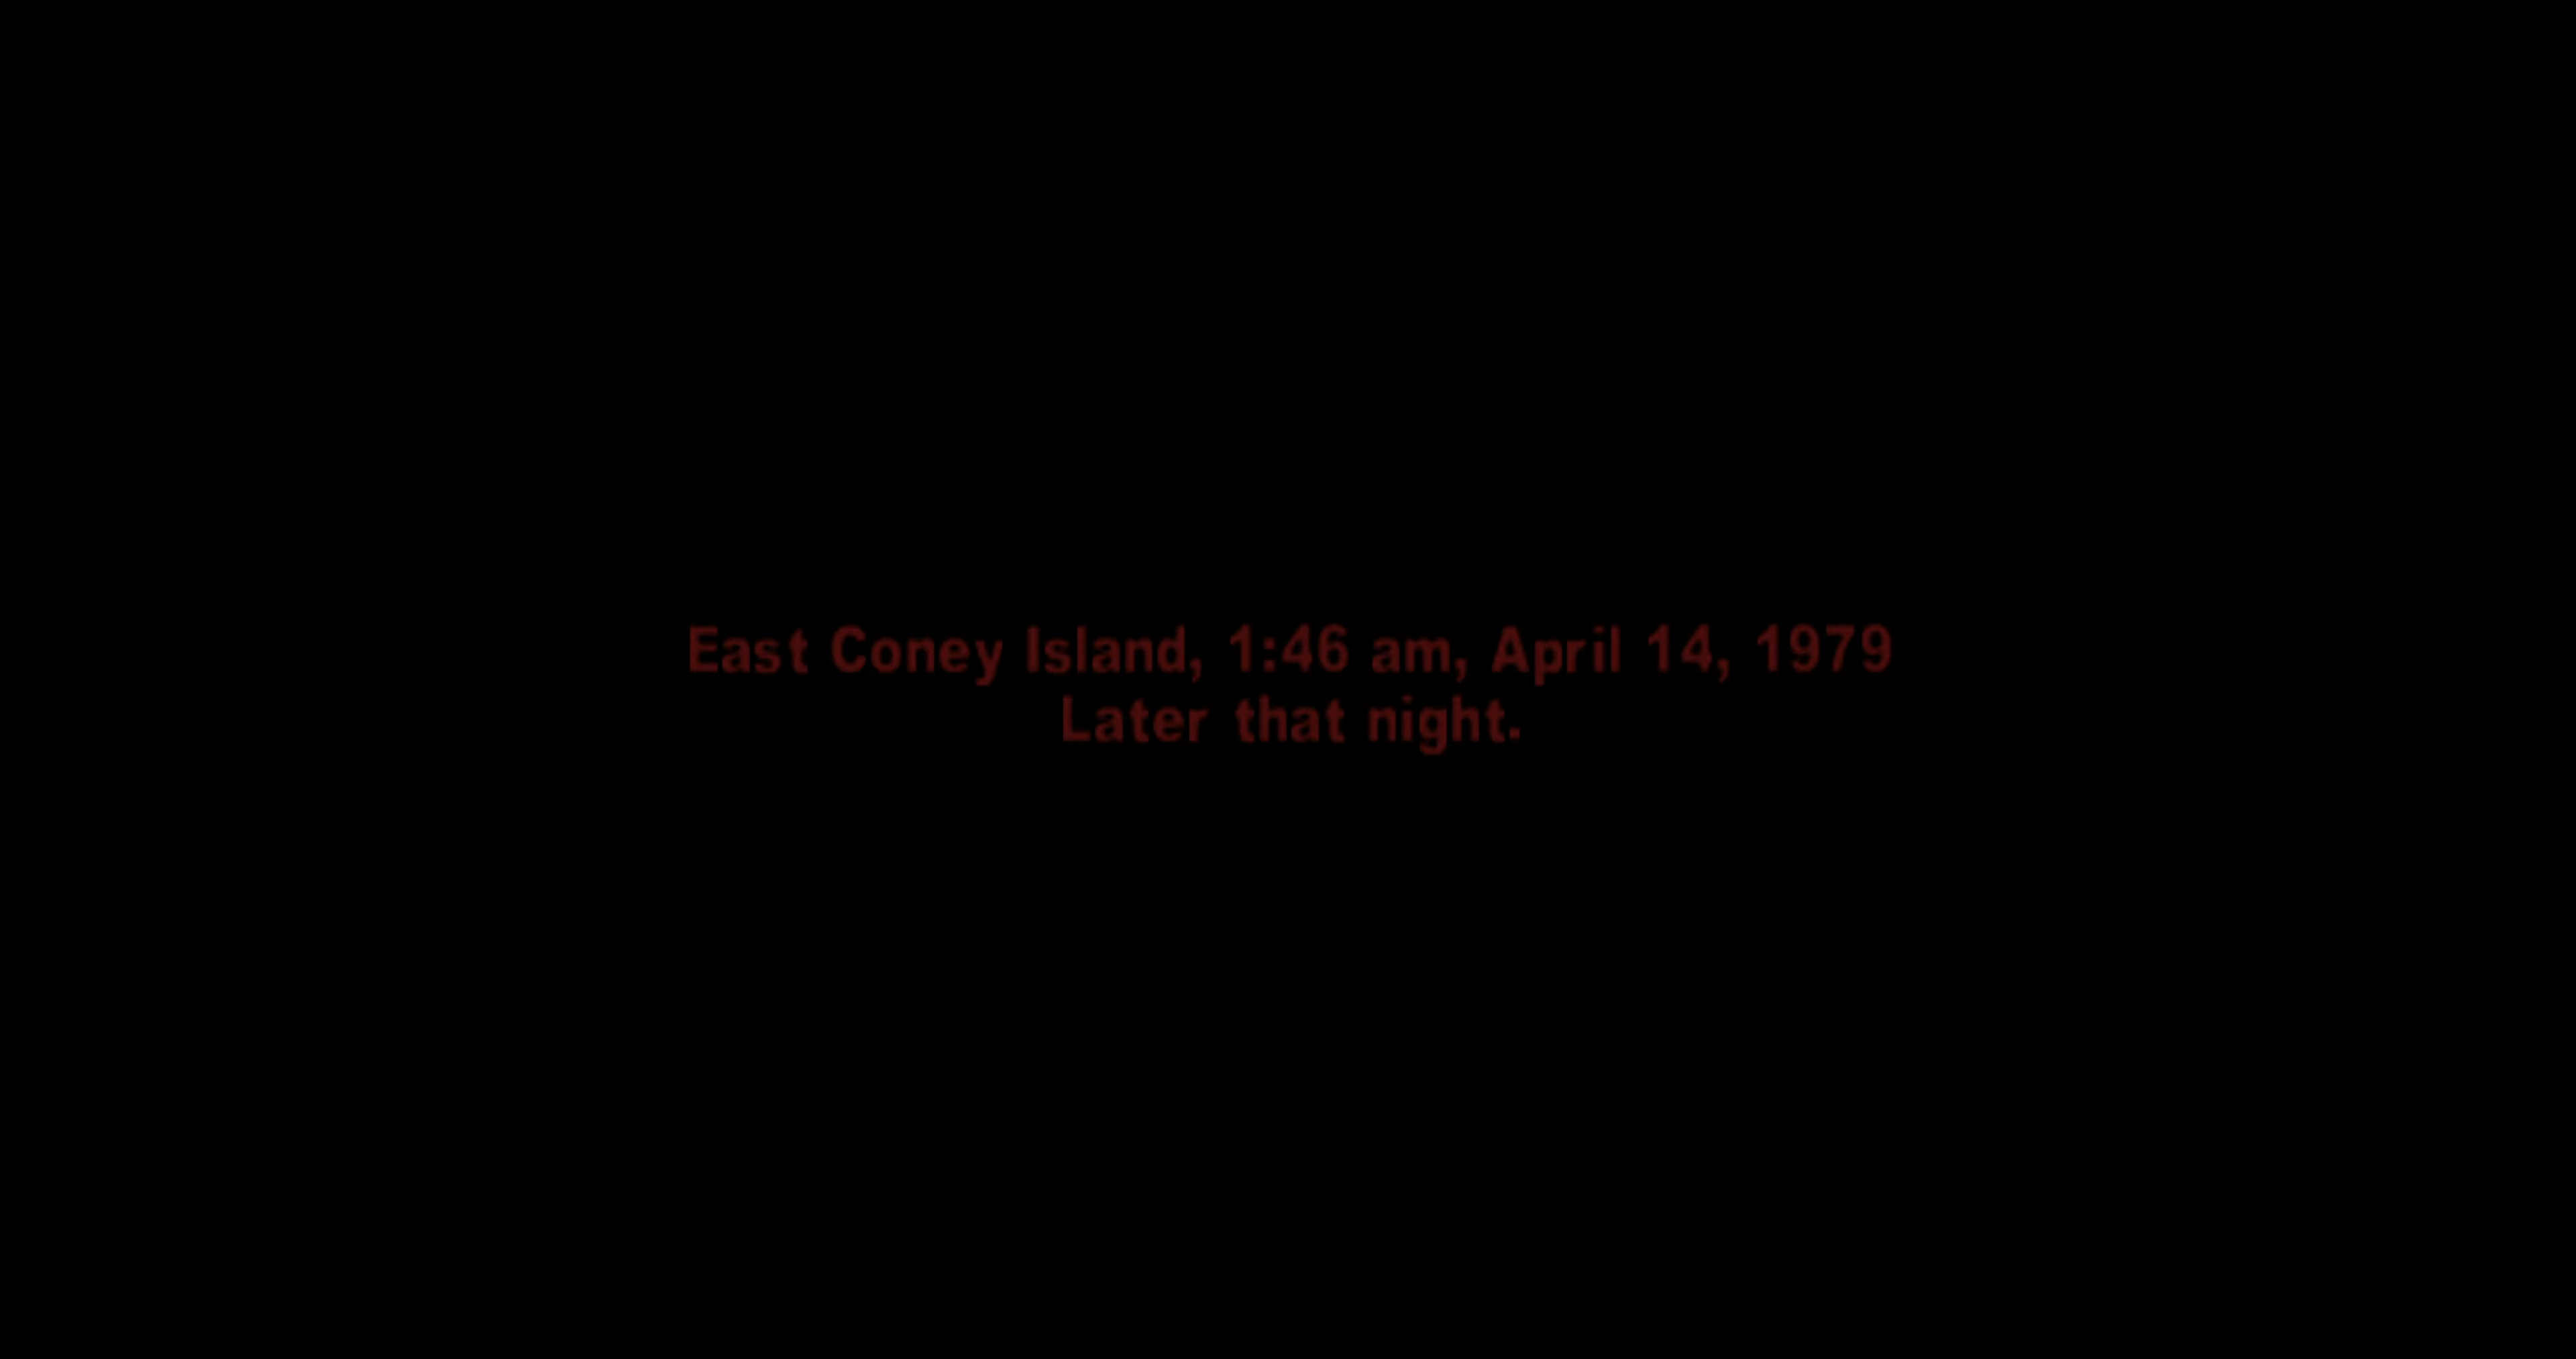 East Coney Island, 1:46 am, April 14, 1979
Later that night.